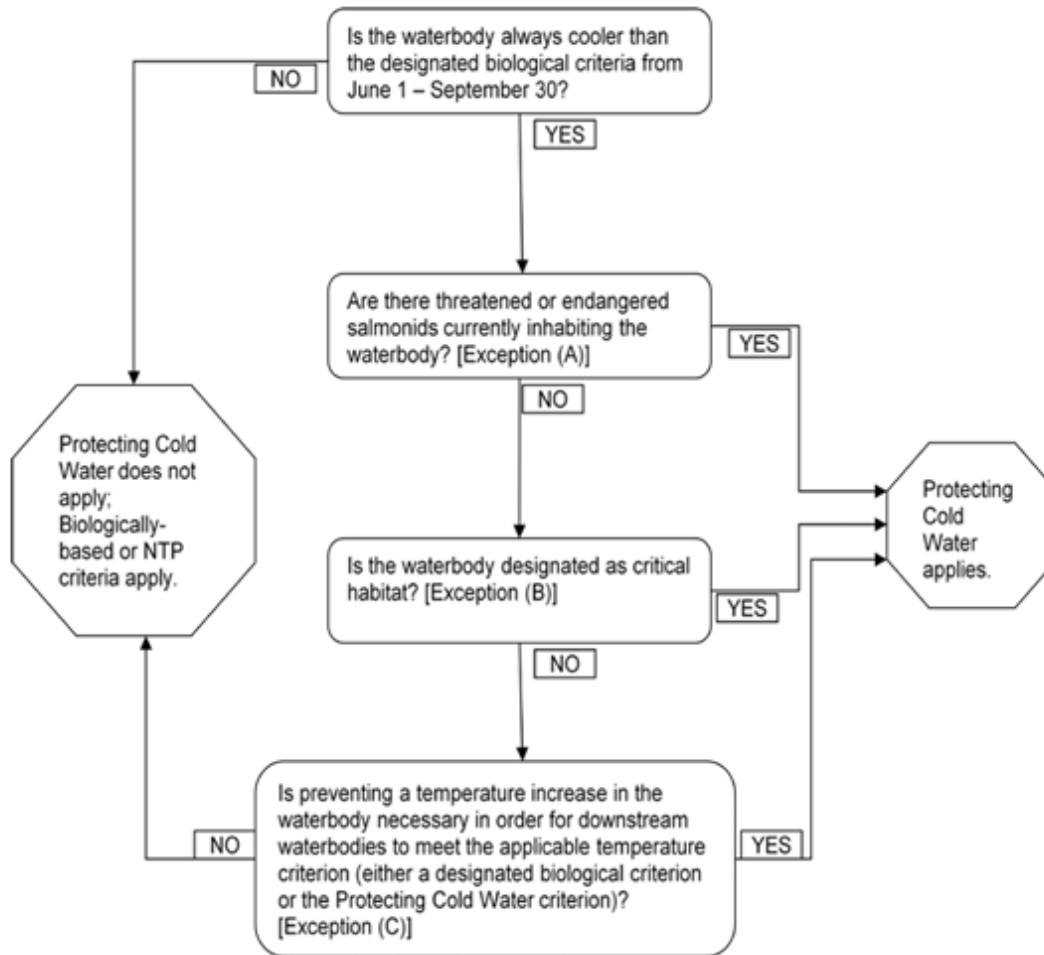 Is the waterbody always cooler than
the designated biological criteria from
June 1 – September 30?
NO
YES
Are there threatened or endangered
salmonids currently inhabiting the
waterbody? [Exception (A)]
YES
NO
Protecting Cold
Water does not
apply;
Biologically-
based or NTP
criteria apply.
Protecting
Cold
Water
applies.
Is the waterbody designated as critical
habitat? [Exception (B)]
YES
NO
Is preventing a temperature increase in the
waterbody necessary in order for downstream
waterbodies to meet the applicable temperature
criterion (either a designated biological criterion
or the Protecting Cold Water criterion)?
[Exception (C)]
NO
YES